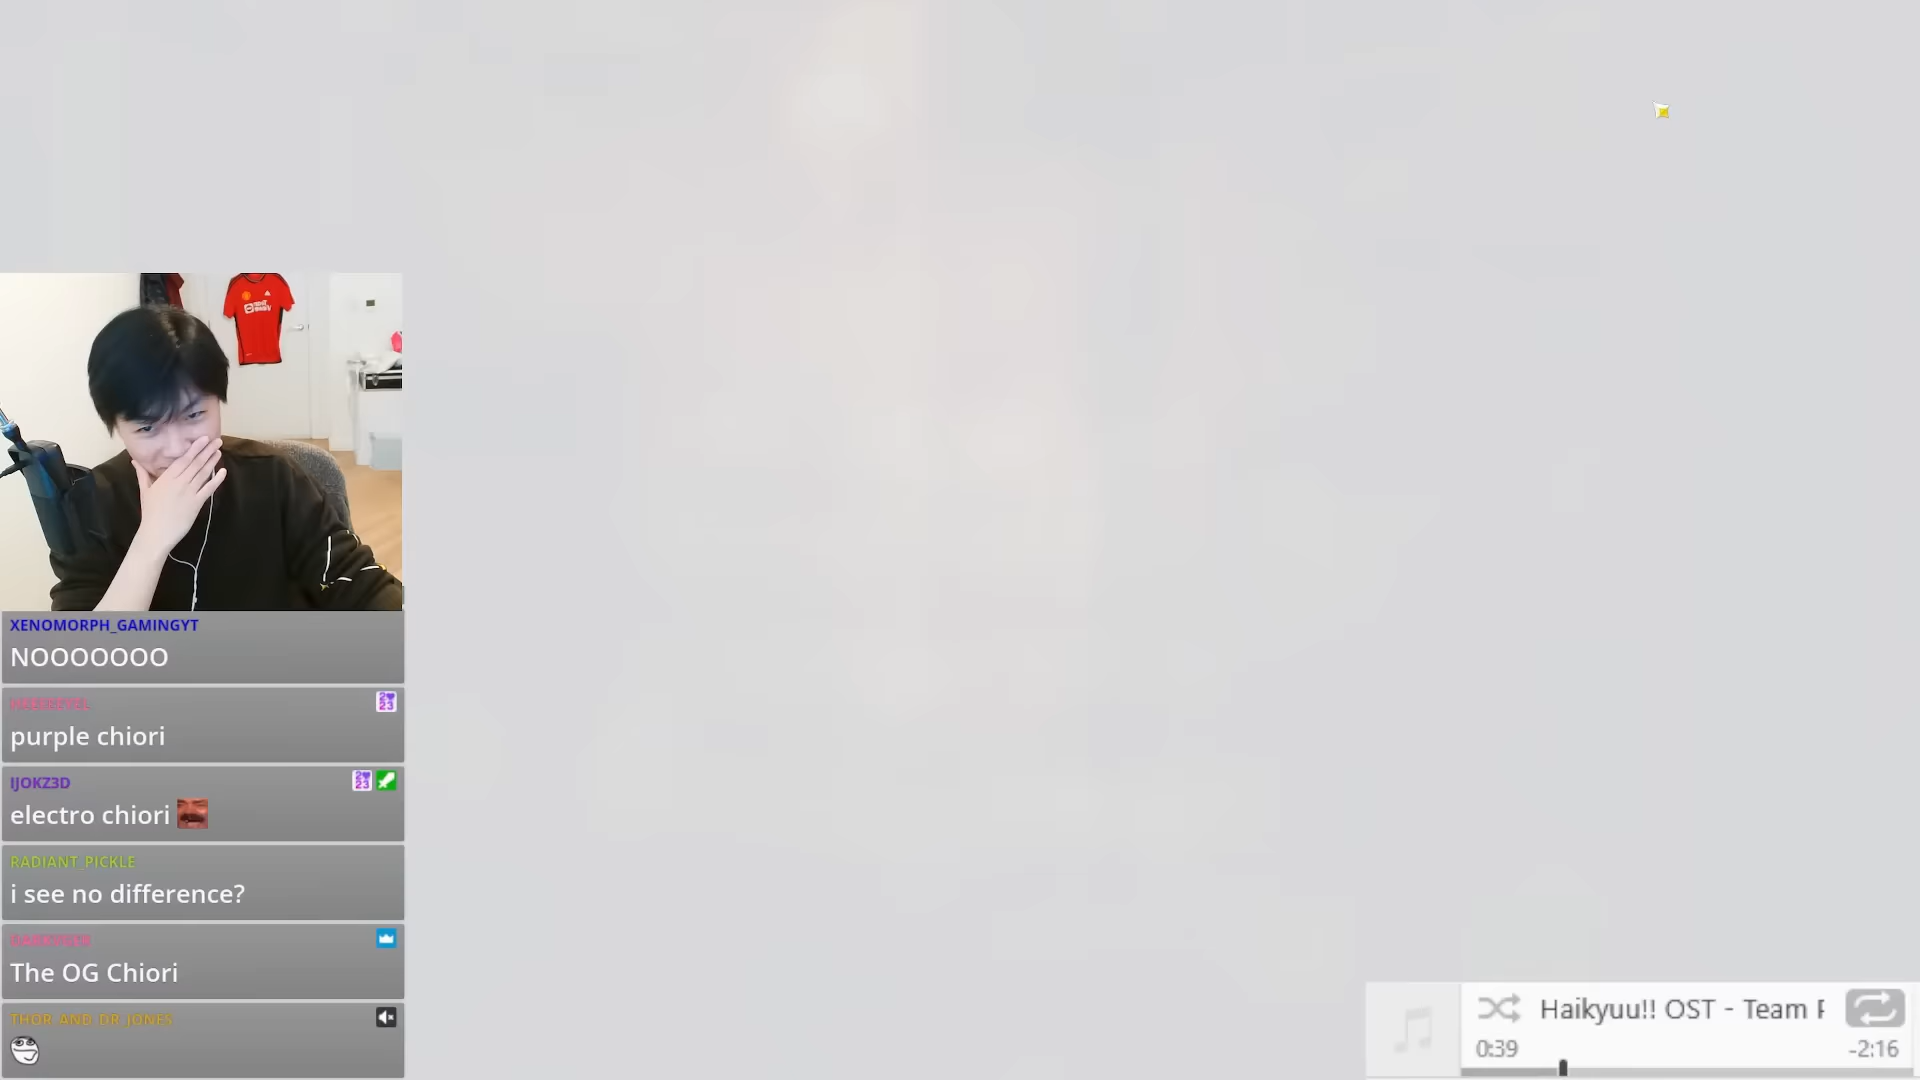 XENOMORPH_GAMINGYT
NOOOOOOO
purple chiori
IJOKZ3D
electro chiori
RADIANT_PICKLE
i see no difference?
The OG Chiori
THOR_AND_DR_JONES
Haikyuu!! OST - Team
0:39
-2:16